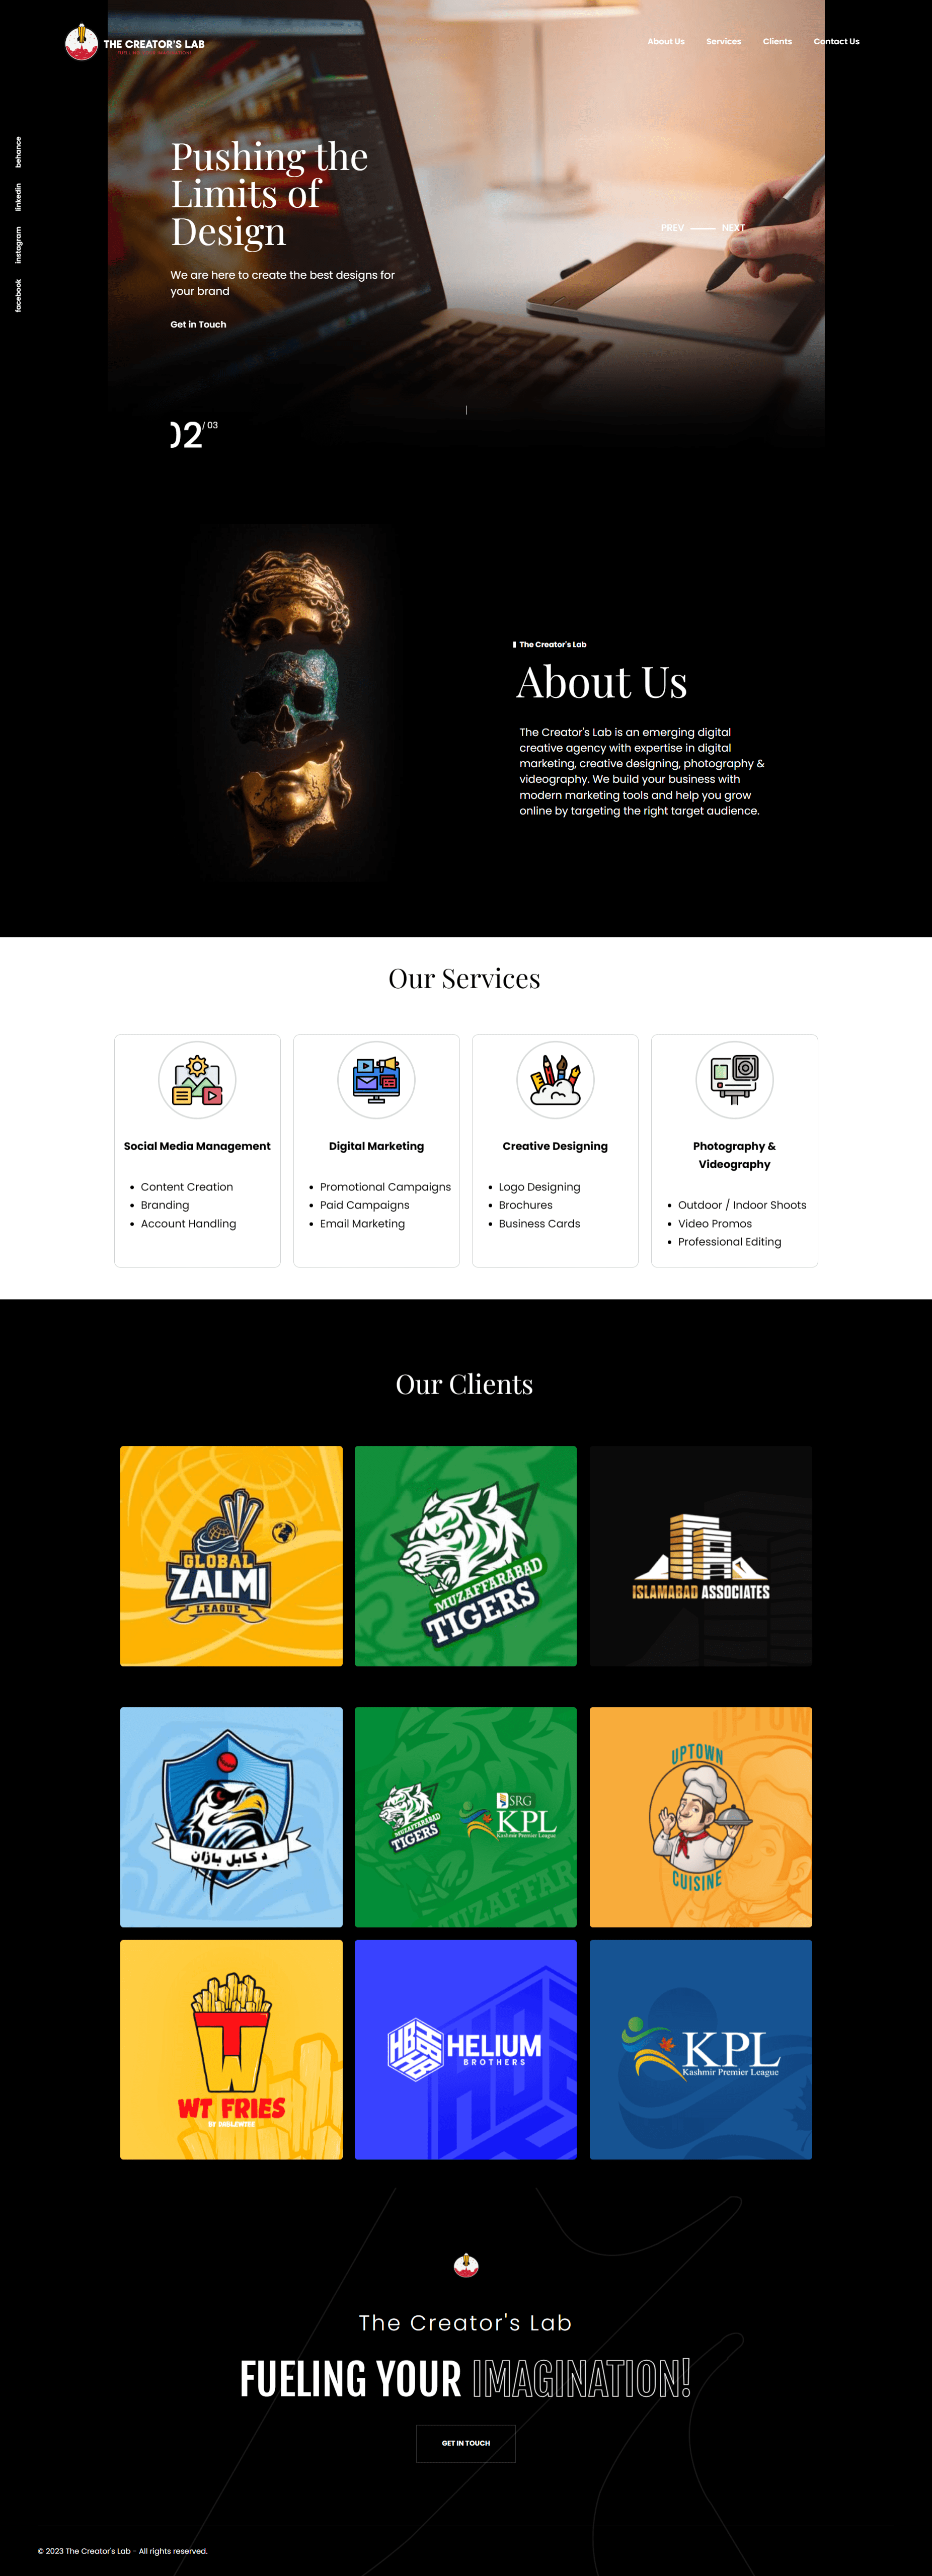 THE CREATOR'S LAB
FUELING YOUR IMAGINATION!
About Us
Services
Clients
Contact Us
behance
linkedin
instagram
facebook
Pushing the
Limits of
Design
We are here to create the best designs for
your brand
Get in Touch
PREV
NEXT
02 / 03
The Creator's Lab
About Us
The Creator's Lab is an emerging digital
creative agency with expertise in digital
marketing, creative designing, photography &
videography. We build your business with
modern marketing tools and help you grow
online by targeting the right target audience.
Our Services
Social Media Management
• Content Creation
• Branding
• Account Handling
Digital Marketing
• Promotional Campaigns
• Paid Campaigns
• Email Marketing
Creative Designing
• Logo Designing
• Brochures
• Business Cards
Photography &
Videography
• Outdoor / Indoor Shoots
• Video Promos
• Professional Editing
Our Clients
GLOBAL
ZALMI
LEAGUE
MUZAFFARABAD
TIGERS
ISLAMABAD ASSOCIATES
د کابل بازان
MUZAFFARABAD
TIGERS
SRG
KPL
Kashmir Premier League
MUZAFFAR
UPTOWN
UPTOWN
CUISINE
WT FRIES
HBHBHB
HELIUM
BROTHERS
KPL
Kashmir Premier League
The Creator's Lab
FUELING YOUR IMAGINATION!
GET IN TOUCH
© 2023 The Creator's Lab - All rights reserved.